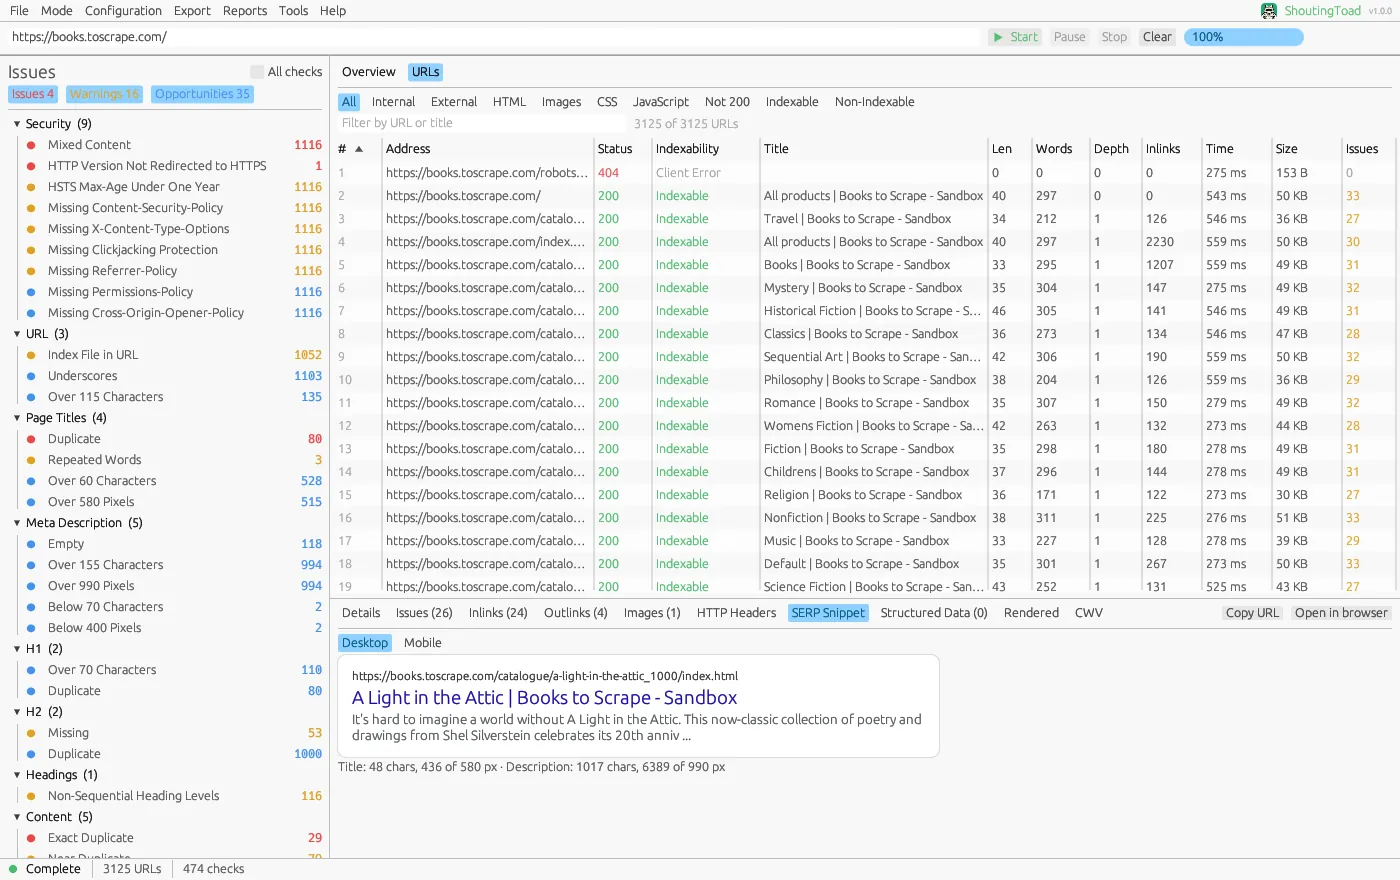 File Mode Configuration Export Reports Tools Help ShoutingToad v1.0.0
https://books.toscrape.com/ Start Pause Stop Clear 100%
Issues All checks
Issues 4 Warnings 16 Opportunities 35
Security (9)
Mixed Content 1116
HTTP Version Not Redirected to HTTPS 1
HSTS Max-Age Under One Year 1116
Missing Content-Security-Policy 1116
Missing X-Content-Type-Options 1116
Missing Clickjacking Protection 1116
Missing Referrer-Policy 1116
Missing Permissions-Policy 1116
Missing Cross-Origin-Opener-Policy 1116
URL (3)
Index File in URL 1052
Underscores 1103
Over 115 Characters 135
Page Titles (4)
Duplicate 80
Repeated Words 3
Over 60 Characters 528
Over 580 Pixels 515
Meta Description (5)
Empty 118
Over 155 Characters 994
Over 990 Pixels 994
Below 70 Characters 2
Below 400 Pixels 2
H1 (2)
Over 70 Characters 110
Duplicate 80
H2 (2)
Missing 53
Duplicate 1000
Headings (1)
Non-Sequential Heading Levels 116
Content (5)
Exact Duplicate 29
Overview URLs
All Internal External HTML Images CSS JavaScript Not 200 Indexable Non-Indexable
Filter by URL or title 3125 of 3125 URLs
# Address Status Indexability Title Len Words Depth Inlinks Time Size Issues
1 https://books.toscrape.com/robots... 404 Client Error 0 0 0 0 275 ms 153 B 0
2 https://books.toscrape.com/ 200 Indexable All products | Books to Scrape - Sandbox 40 297 0 0 543 ms 50 KB 33
3 https://books.toscrape.com/catalo... 200 Indexable Travel | Books to Scrape - Sandbox 34 212 1 126 546 ms 36 KB 27
4 https://books.toscrape.com/index.... 200 Indexable All products | Books to Scrape - Sandbox 40 297 1 2230 559 ms 50 KB 30
5 https://books.toscrape.com/catalo... 200 Indexable Books | Books to Scrape - Sandbox 33 295 1 1207 559 ms 49 KB 31
6 https://books.toscrape.com/catalo... 200 Indexable Mystery | Books to Scrape - Sandbox 35 304 1 147 275 ms 49 KB 32
7 https://books.toscrape.com/catalo... 200 Indexable Historical Fiction | Books to Scrape - S... 46 305 1 141 546 ms 49 KB 31
8 https://books.toscrape.com/catalo... 200 Indexable Classics | Books to Scrape - Sandbox 36 273 1 134 546 ms 47 KB 28
9 https://books.toscrape.com/catalo... 200 Indexable Sequential Art | Books to Scrape - San... 42 306 1 190 559 ms 50 KB 32
10 https://books.toscrape.com/catalo... 200 Indexable Philosophy | Books to Scrape - Sandbox 38 204 1 126 559 ms 36 KB 29
11 https://books.toscrape.com/catalo... 200 Indexable Romance | Books to Scrape - Sandbox 35 307 1 150 279 ms 49 KB 32
12 https://books.toscrape.com/catalo... 200 Indexable Womens Fiction | Books to Scrape - Sa... 42 263 1 132 273 ms 44 KB 28
13 https://books.toscrape.com/catalo... 200 Indexable Fiction | Books to Scrape - Sandbox 35 298 1 180 278 ms 49 KB 31
14 https://books.toscrape.com/catalo... 200 Indexable Childrens | Books to Scrape - Sandbox 37 296 1 144 278 ms 49 KB 31
15 https://books.toscrape.com/catalo... 200 Indexable Religion | Books to Scrape - Sandbox 36 171 1 122 273 ms 30 KB 27
16 https://books.toscrape.com/catalo... 200 Indexable Nonfiction | Books to Scrape - Sandbox 38 311 1 225 276 ms 51 KB 33
17 https://books.toscrape.com/catalo... 200 Indexable Music | Books to Scrape - Sandbox 33 227 1 128 278 ms 39 KB 29
18 https://books.toscrape.com/catalo... 200 Indexable Default | Books to Scrape - Sandbox 35 301 1 267 273 ms 50 KB 33
19 https://books.toscrape.com/catalo... 200 Indexable Science Fiction | Books to Scrape - San... 43 252 1 131 525 ms 43 KB 27
Details Issues (26) Inlinks (24) Outlinks (4) Images (1) HTTP Headers SERP Snippet Structured Data (0) Rendered CWV Copy URL Open in browser
Desktop Mobile
https://books.toscrape.com/catalogue/a-light-in-the-attic_1000/index.html
A Light in the Attic | Books to Scrape - Sandbox
It's hard to imagine a world without A Light in the Attic. This now-classic collection of poetry and
drawings from Shel Silverstein celebrates its 20th anniv ...
Title: 48 chars, 436 of 580 px · Description: 1017 chars, 6389 of 990 px
Complete 3125 URLs 474 checks